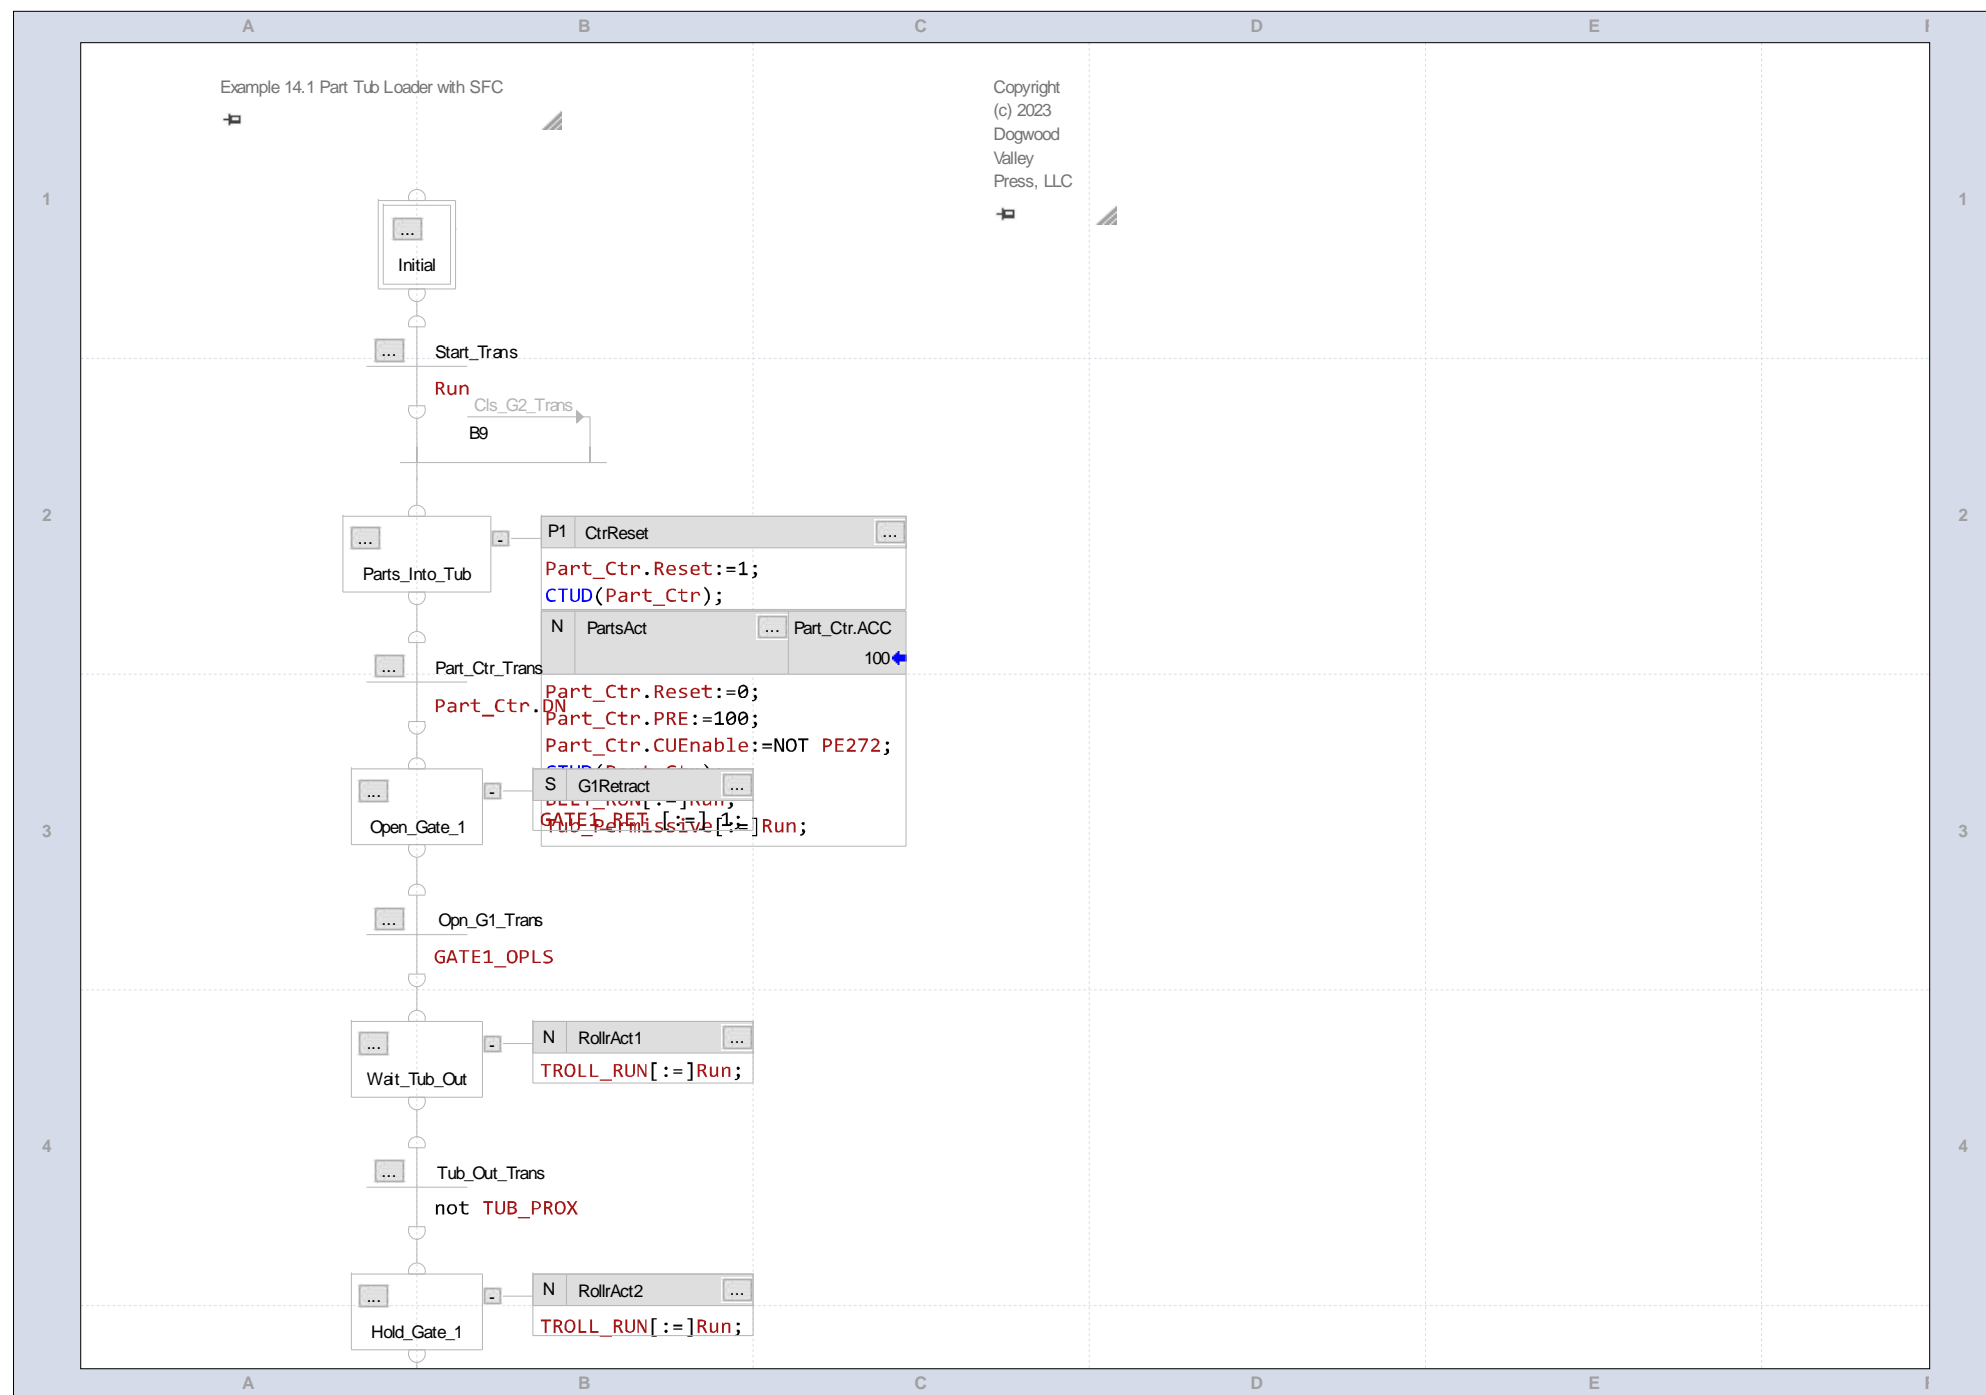 A B C D E
Example 14.1 Part Tub Loader with SFC
Copyright
(c) 2023
Dogwood
Valley
Press, LLC
1 1
...
Initial
... Start_Trans
Run
Cls_G2_Trans
B9
2 2
... Parts_Into_Tub
P1 CtrReset ...
Part_Ctr.Reset:=1;
CTUD(Part_Ctr);
N PartsAct ... Part_Ctr.ACC
100
... Part_Ctr_Trans
Part_Ctr.DN
Part_Ctr.Reset:=0;
Part_Ctr.PRE:=100;
Part_Ctr.CUEnable:=NOT PE272;
... Open_Gate_1
S G1Retract ...
GATE1_RET [:=] 1;
Tub_Permissive[:=]Run;
3 3
... Opn_G1_Trans
GATE1_OPLS
... Wait_Tub_Out
N RollrAct1 ...
TROLL_RUN[:=]Run;
4 4
... Tub_Out_Trans
not TUB_PROX
... Hold_Gate_1
N RollrAct2 ...
TROLL_RUN[:=]Run;
A B C D E